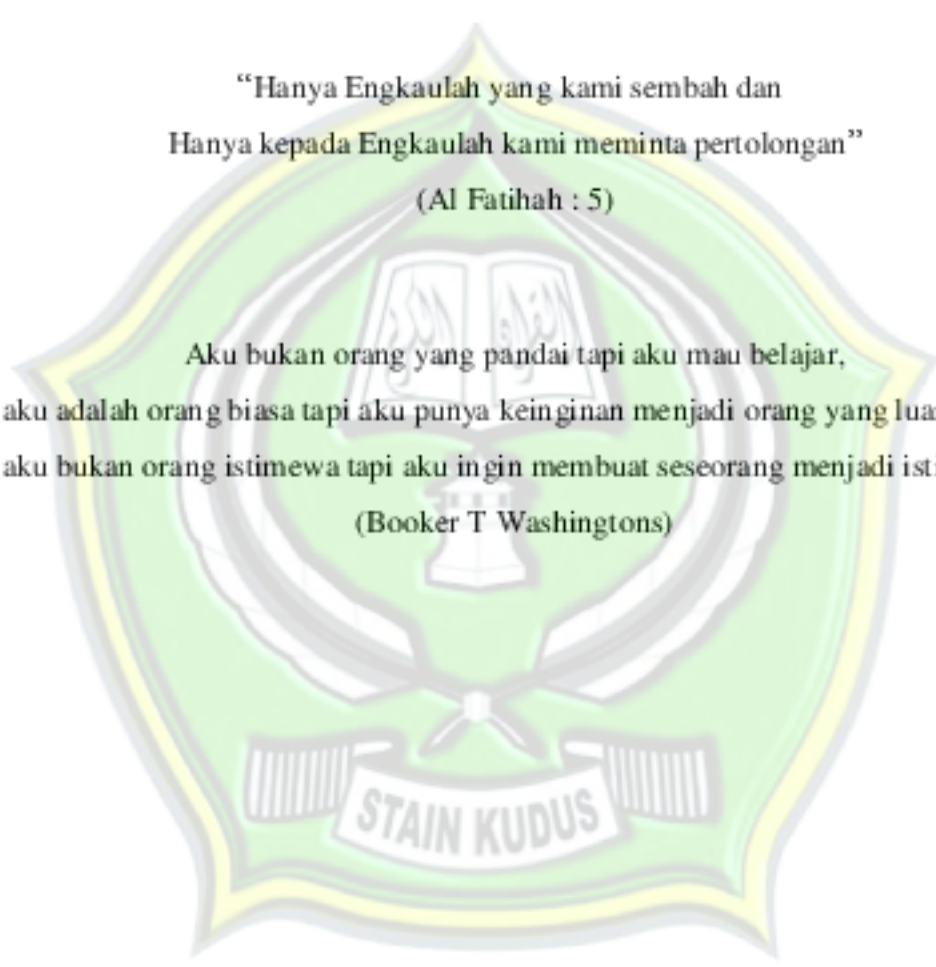 “Hanya Engkaulah yang kami sembah dan
Hanya kepada Engkaulah kami meminta pertolongan”
(Al Fatihah : 5)
Aku bukan orang yang pandai tapi aku mau belajar,
aku adalah orang biasa tapi aku punya keinginan menjadi orang yang
aku bukan orang istimewa tapi aku ingin membuat seseorang menjadi
(Booker T Washingtons)
STAIN KUDUS